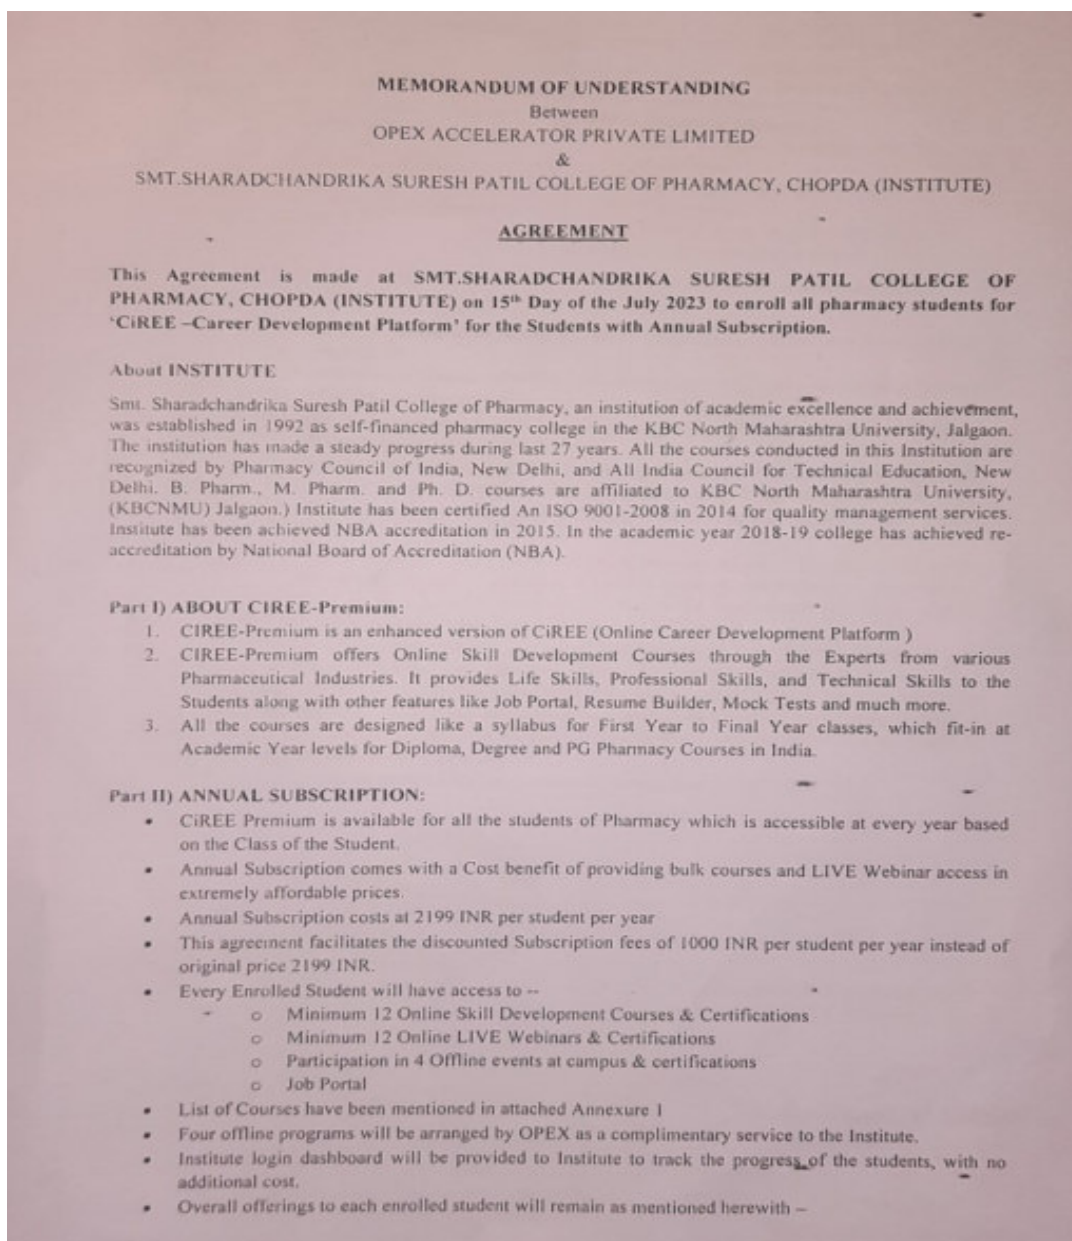 MEMORANDUM OF UNDERSTANDING
Between
OPEX ACCELERATOR PRIVATE LIMITED
&
SMT.SHARADCHANDRIKA SURESH PATIL COLLEGE OF PHARMACY, CHOPDA (INSTITUTE)
AGREEMENT
This Agreement is made at SMT.SHARADCHANDRIKA SURESH PATIL COLLEGE OF
PHARMACY, CHOPDA (INSTITUTE) on 15th Day of the July 2023 to enroll all pharmacy students for
'CiREE –Career Development Platform' for the Students with Annual Subscription.
About INSTITUTE
Smt. Sharadchandrika Suresh Patil College of Pharmacy, an institution of academic excellence and achievement,
was established in 1992 as self-financed pharmacy college in the KBC North Maharashtra University, Jalgaon.
The institution has made a steady progress during last 27 years. All the courses conducted in this Institution are
recognized by Pharmacy Council of India, New Delhi, and All India Council for Technical Education, New
Delhi. B. Pharm., M. Pharm. and Ph. D. courses are affiliated to KBC North Maharashtra University,
(KBCNMU) Jalgaon.) Institute has been certified An ISO 9001-2008 in 2014 for quality management services.
Institute has been achieved NBA accreditation in 2015. In the academic year 2018-19 college has achieved re-
accreditation by National Board of Accreditation (NBA).
Part I) ABOUT CIREE-Premium:
1. CIREE-Premium is an enhanced version of CiREE (Online Career Development Platform )
2. CIREE-Premium offers Online Skill Development Courses through the Experts from various
Pharmaceutical Industries. It provides Life Skills, Professional Skills, and Technical Skills to the
Students along with other features like Job Portal, Resume Builder, Mock Tests and much more.
3. All the courses are designed like a syllabus for First Year to Final Year classes, which fit-in at
Academic Year levels for Diploma, Degree and PG Pharmacy Courses in India.
Part II) ANNUAL SUBSCRIPTION:
• CiREE Premium is available for all the students of Pharmacy which is accessible at every year based
on the Class of the Student.
• Annual Subscription comes with a Cost benefit of providing bulk courses and LIVE Webinar access in
extremely affordable prices.
• Annual Subscription costs at 2199 INR per student per year
• This agreement facilitates the discounted Subscription fees of 1000 INR per student per year instead of
original price 2199 INR.
• Every Enrolled Student will have access to --
o Minimum 12 Online Skill Development Courses & Certifications
o Minimum 12 Online LIVE Webinars & Certifications
o Participation in 4 Offline events at campus & certifications
o Job Portal
• List of Courses have been mentioned in attached Annexure 1
• Four offline programs will be arranged by OPEX as a complimentary service to the Institute.
• Institute login dashboard will be provided to Institute to track the progress of the students, with no
additional cost.
• Overall offerings to each enrolled student will remain as mentioned herewith –